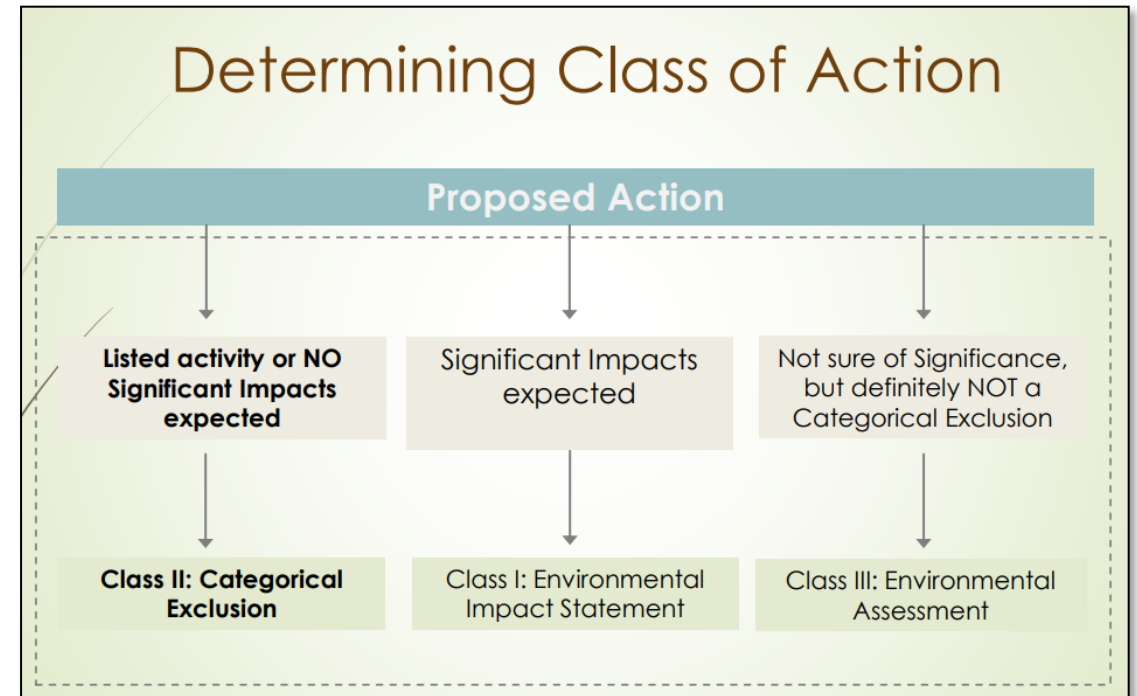 Determining Class of Action
Proposed Action
Listed activity or NO
Significant Impacts
expected
Significant Impacts
expected
Not sure of Significance,
but definitely NOT a
Categorical Exclusion
Class II: Categorical
Exclusion
Class I: Environmental
Impact Statement
Class III: Environmental
Assessment